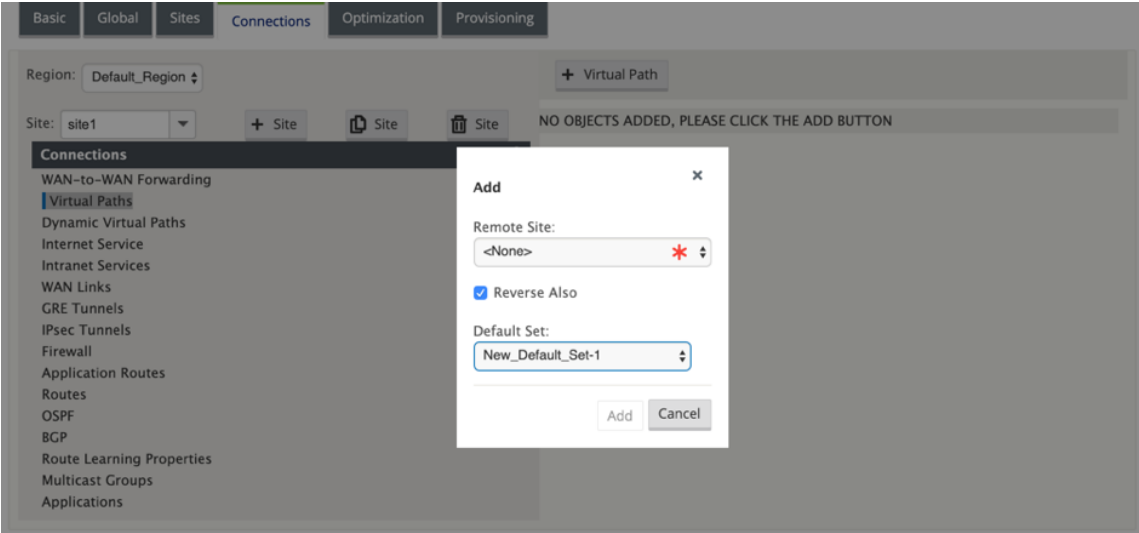 Basic Global Sites Connections Optimization Provisioning
Region: Default_Region
+ Virtual Path
Site: site1 + Site Site Site
NO OBJECTS ADDED, PLEASE CLICK THE ADD BUTTON
Connections
WAN-to-WAN Forwarding
Virtual Paths
Dynamic Virtual Paths
Internet Service
Intranet Services
WAN Links
GRE Tunnels
IPsec Tunnels
Firewall
Application Routes
Routes
OSPF
BGP
Route Learning Properties
Multicast Groups
Applications
Add ×
Remote Site:
<None> *
Reverse Also
Default Set:
New_Default_Set-1
Add Cancel